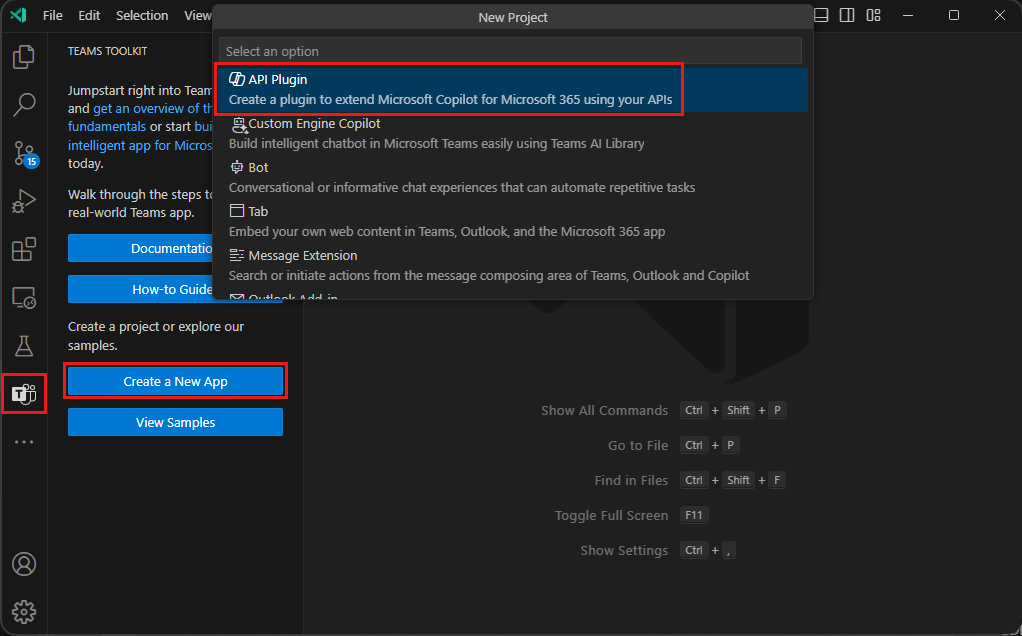 File Edit Selection View
New Project
Select an option
API Plugin
Create a plugin to extend Microsoft Copilot for Microsoft 365 using your APIs
Custom Engine Copilot
Build intelligent chatbot in Microsoft Teams easily using Teams AI Library
Bot
Conversational or informative chat experiences that can automate repetitive tasks
Tab
Embed your own web content in Teams, Outlook, and the Microsoft 365 app
Message Extension
Search or initiate actions from the message composing area of Teams, Outlook and Copilot
Outlook Add-in
TEAMS TOOLKIT
Jumpstart right into Team
and get an overview of th
fundamentals or start bui
intelligent app for Micros
today.
Walk through the steps to
real-world Teams app.
Documentatio
How-to Guide
Create a project or explore our
samples.
Create a New App
View Samples
15
Show All Commands Ctrl + Shift + P
Go to File Ctrl + P
Find in Files Ctrl + Shift + F
Toggle Full Screen F11
Show Settings Ctrl + ,